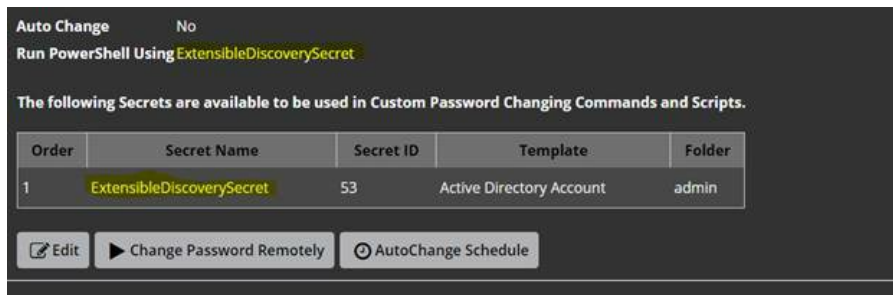 Auto Change No
Run PowerShell Using ExtensibleDiscoverySecret
The following Secrets are available to be used in Custom Password Changing Commands and Scripts.
Order Secret Name Secret ID Template Folder
1 ExtensibleDiscoverySecret 53 Active Directory Account admin
Edit Change Password Remotely AutoChange Schedule